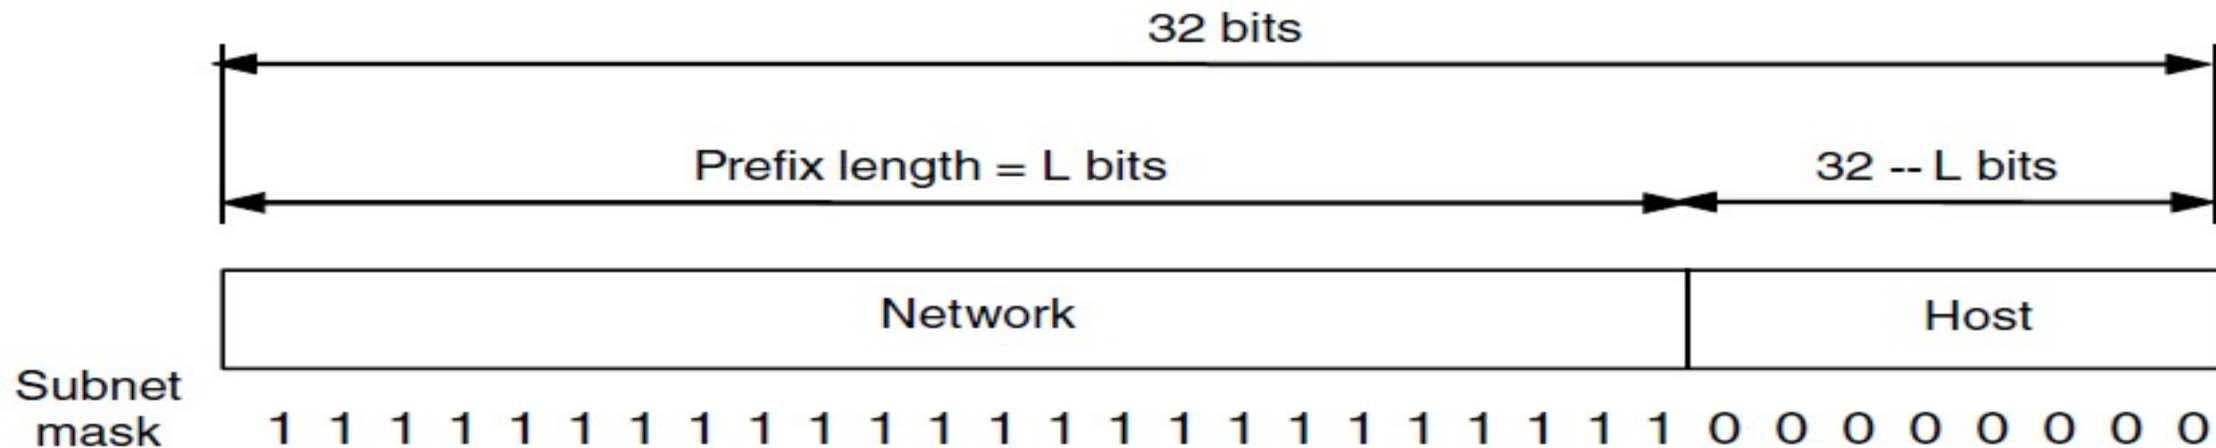 32 bits
Prefix length = L bits 32 -- L bits
Network Host
Subnet
mask 1 1 1 1 1 1 1 1 1 1 1 1 1 1 1 1 1 1 1 1 1 1 1 1 0 0 0 0 0 0 0 0